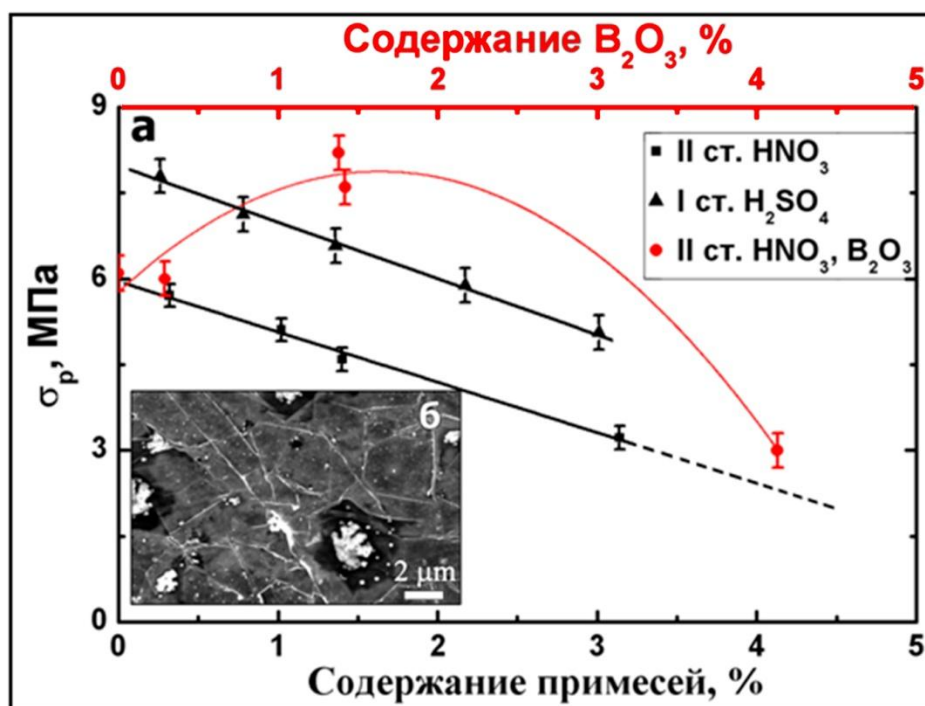 Содержание B₂O₃, %
0 1 2 3 4 5
9
а
II ст. HNO₃
I ст. H₂SO₄
II ст. HNO₃, B₂O₃
6
σₚ, МПа
б
3
2 μm
0
0 1 2 3 4 5
Содержание примесей, %